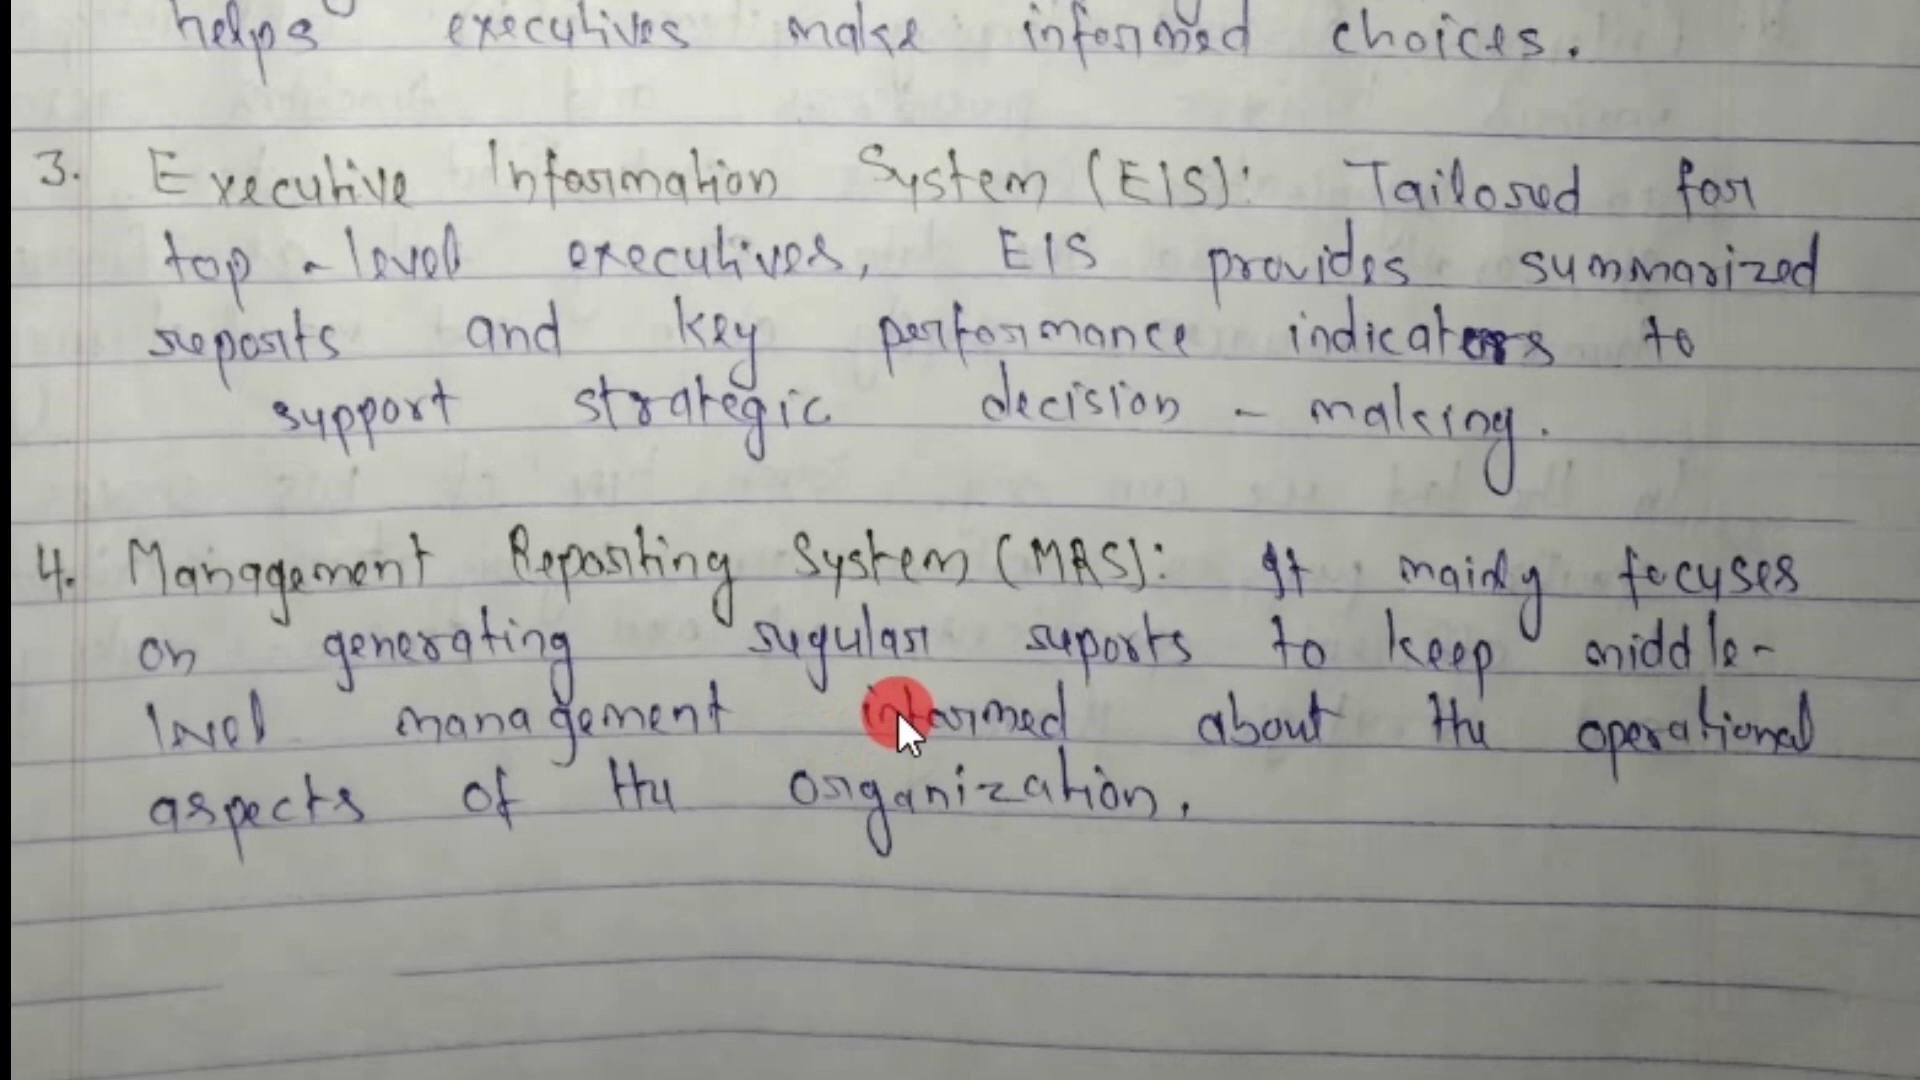 helps executives make informed choices.
3. Executive Information System (EIS): Tailored for
top-level executives, EIS provides summarized
reports and key performance indicators to
support strategic decision-making.
4. Management Reporting System (MRS): It mainly focuses
on generating regular reports to keep middle-
level management informed about the operational
aspects of the organization.